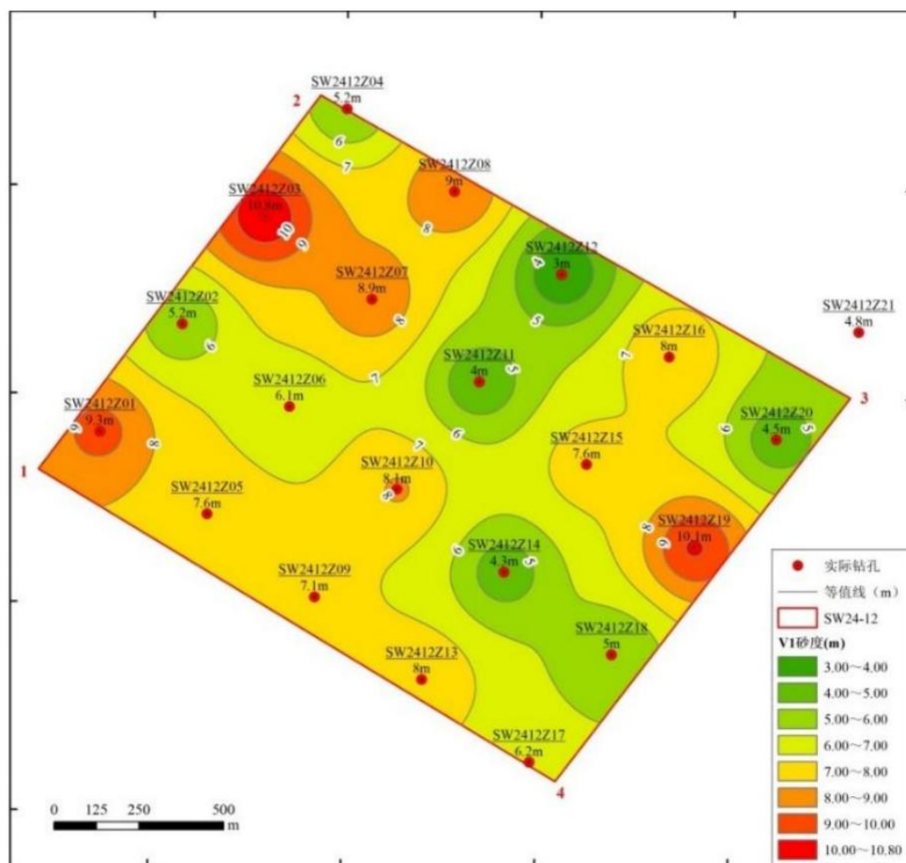 SW2412Z04
5.2m
2
6
7
SW2412Z08
9m
8
SW2412Z03
10.8m
10
9
SW2412Z12
3m
4
5
SW2412Z07
8.9m
8
SW2412Z02
5.2m
6
SW2412Z21
4.8m
SW2412Z16
8m
7
SW2412Z11
4m
5
7
3
SW2412Z06
6.1m
SW2412Z01
9.3m
9
8
SW2412Z20
4.5m
5
6
6
7
1
SW2412Z10
8.1m
8
SW2412Z15
7.6m
SW2412Z05
7.6m
SW2412Z19
10.1m
8
9
SW2412Z14
4.3m
6
5
SW2412Z09
7.1m
SW2412Z18
5m
SW2412Z13
8m
SW2412Z17
6.2m
4
实际钻孔
等值线（m）
SW24-12
V1砂度(m)
3.00～4.00
4.00～5.00
5.00～6.00
6.00～7.00
7.00～8.00
8.00～9.00
9.00～10.00
10.00～10.80
0 125 250 500
m